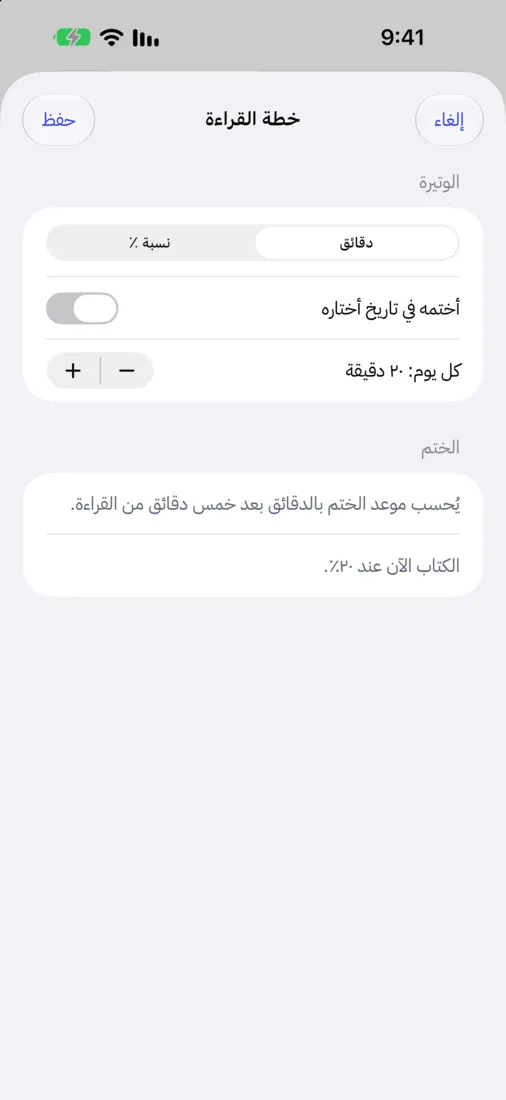 9:41
إلغاء
خطة القراءة
حفظ
الوتيرة
دقائق
نسبة ٪
أختمه في تاريخ أختاره
كل يوم: ٢٠ دقيقة
الختم
يُحسب موعد الختم بالدقائق بعد خمس دقائق من القراءة.
الكتاب الآن عند ٢٠٪.